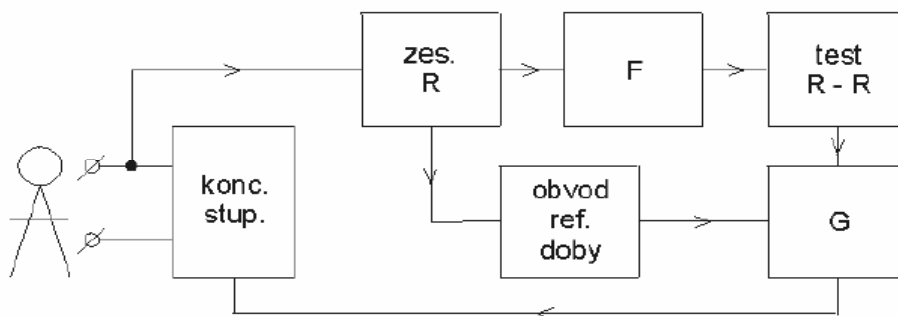 zes.
R
F
test
R - R
konc.
stup.
obvod
ref.
doby
G